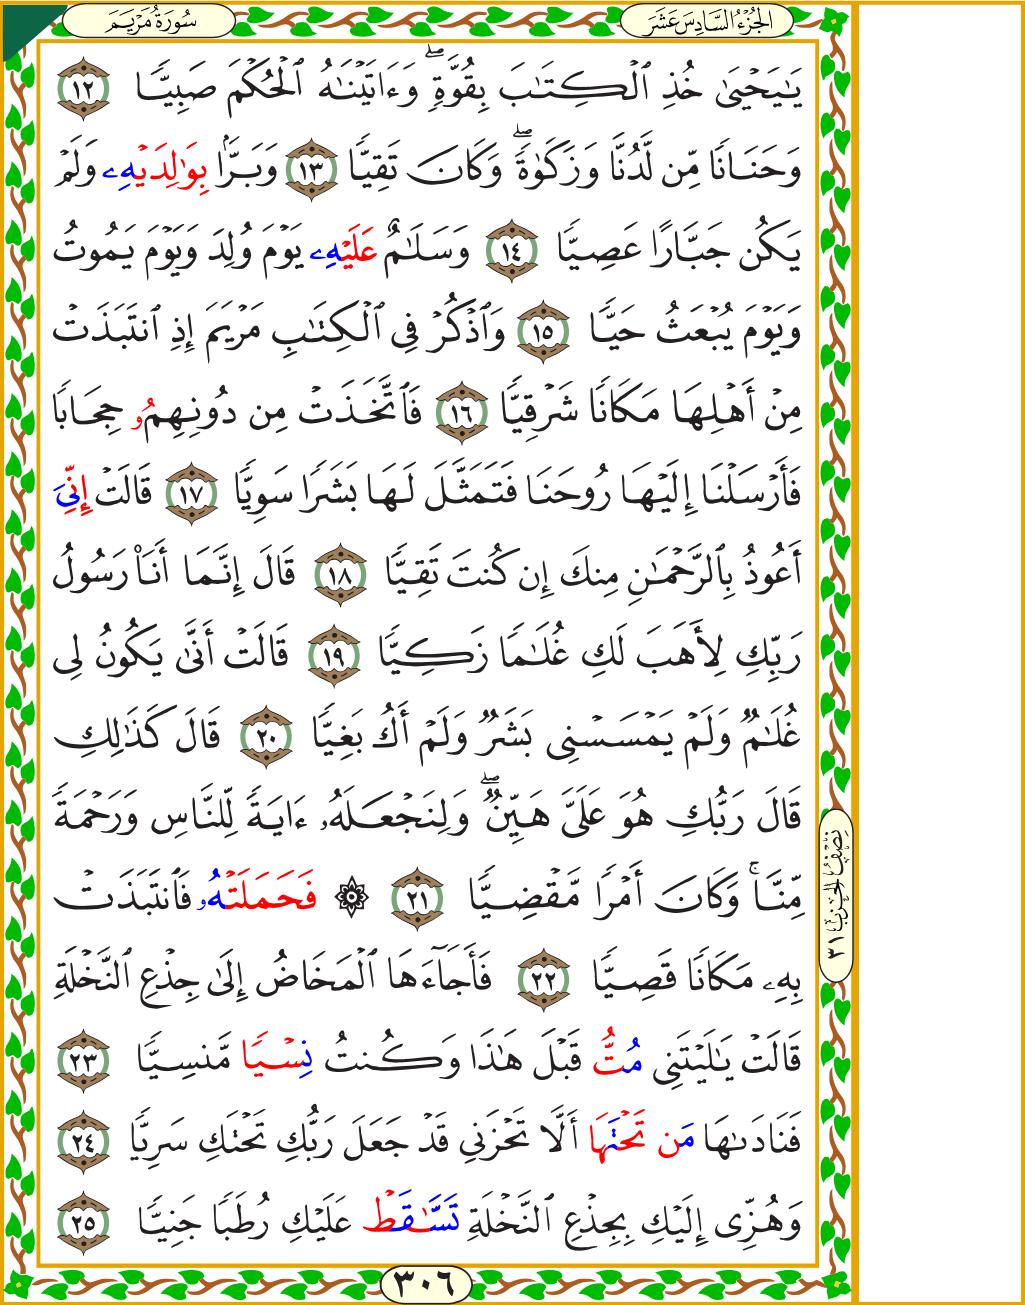 الجُزْءُ السَّادِسَ عَشَرَ
سُورَةُ مَرْيَمَ
يَٰيَحْيَىٰ خُذِ ٱلْكِتَٰبَ بِقُوَّةٍۖ وَءَاتَيْنَٰهُ ٱلْحُكْمَ صَبِيًّا ١٢
وَحَنَانًا مِّن لَّدُنَّا وَزَكَوٰةًۖ وَكَانَ تَقِيًّا ١٣ وَبَرًّۢا بِوَٰلِدَيْهِۦ وَلَمْ
يَكُن جَبَّارًا عَصِيًّا ١٤ وَسَلَٰمٌ عَلَيْهِۦ يَوْمَ وُلِدَ وَيَوْمَ يَمُوتُ
وَيَوْمَ يُبْعَثُ حَيًّا ١٥ وَٱذْكُرْ فِى ٱلْكِتَٰبِ مَرْيَمَ إِذِ ٱنتَبَذَتْ
مِنْ أَهْلِهَا مَكَانًا شَرْقِيًّا ١٦ فَٱتَّخَذَتْ مِن دُونِهِمُۥ حِجَابًا
فَأَرْسَلْنَا إِلَيْهَا رُوحَنَا فَتَمَثَّلَ لَهَا بَشَرًا سَوِيًّا ١٧ قَالَتْ إِنِّىَ
أَعُوذُ بِٱلرَّحْمَٰنِ مِنكَ إِن كُنتَ تَقِيًّا ١٨ قَالَ إِنَّمَا أَنَا۠ رَسُولُ
رَبِّكِ لِأَهَبَ لَكِ غُلَٰمًا زَكِيًّا ١٩ قَالَتْ أَنَّىٰ يَكُونُ لِى
غُلَٰمٌ وَلَمْ يَمْسَسْنِى بَشَرٌ وَلَمْ أَكُ بَغِيًّا ٢٠ قَالَ كَذَٰلِكِ
قَالَ رَبُّكِ هُوَ عَلَىَّ هَيِّنٌۖ وَلِنَجْعَلَهُۥ ءَايَةً لِّلنَّاسِ وَرَحْمَةً
مِّنَّاۚ وَكَانَ أَمْرًا مَّقْضِيًّا ٢١ ۞ فَحَمَلَتْهُۥ فَٱنتَبَذَتْ
بِهِۦ مَكَانًا قَصِيًّا ٢٢ فَأَجَآءَهَا ٱلْمَخَاضُ إِلَىٰ جِذْعِ ٱلنَّخْلَةِ
قَالَتْ يَٰلَيْتَنِى مُتُّ قَبْلَ هَٰذَا وَكُنتُ نِسْيًا مَّنسِيًّا ٢٣
فَنَادَىٰهَا مَن تَحْتَهَا أَلَّا تَحْزَنِى قَدْ جَعَلَ رَبُّكِ تَحْتَكِ سَرِيًّا ٢٤
وَهُزِّى إِلَيْكِ بِجِذْعِ ٱلنَّخْلَةِ تَسَّٰقَطْ عَلَيْكِ رُطَبًا جَنِيًّا ٢٥
نِصْفُ الحِزْبِ ٣١
٣٠٦